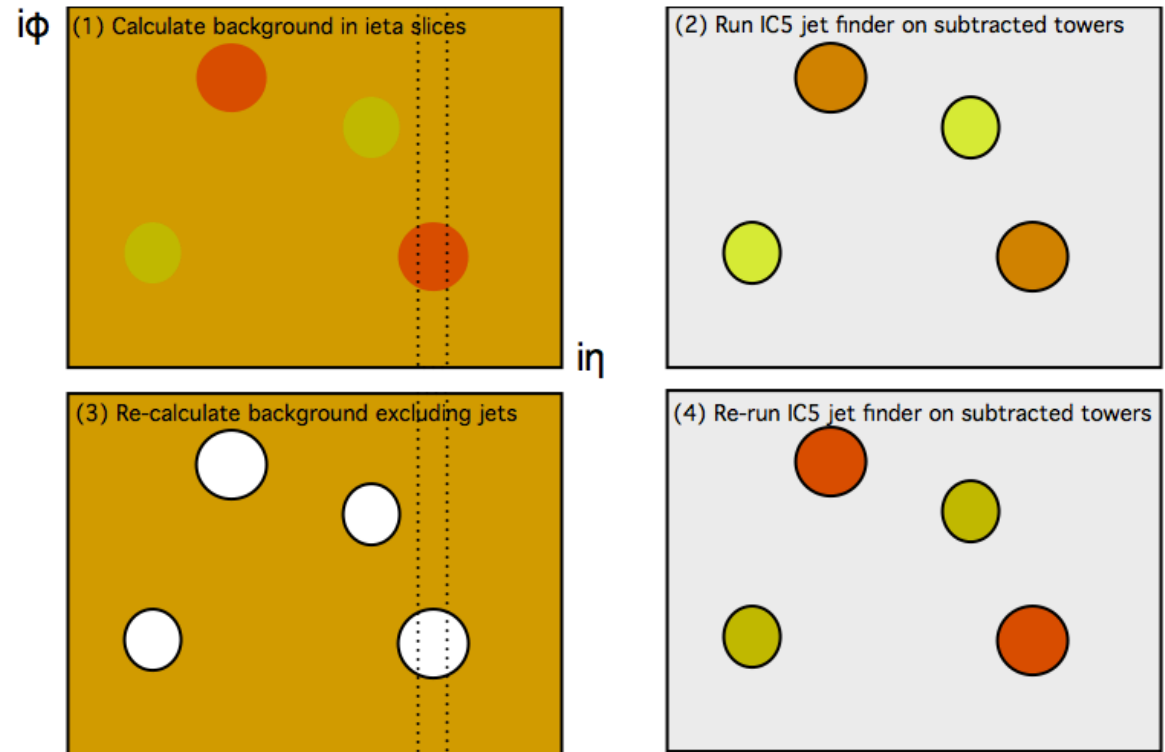 iϕ
(1) Calculate background in ieta slices
(2) Run IC5 jet finder on subtracted towers
iη
(3) Re-calculate background excluding jets
(4) Re-run IC5 jet finder on subtracted towers